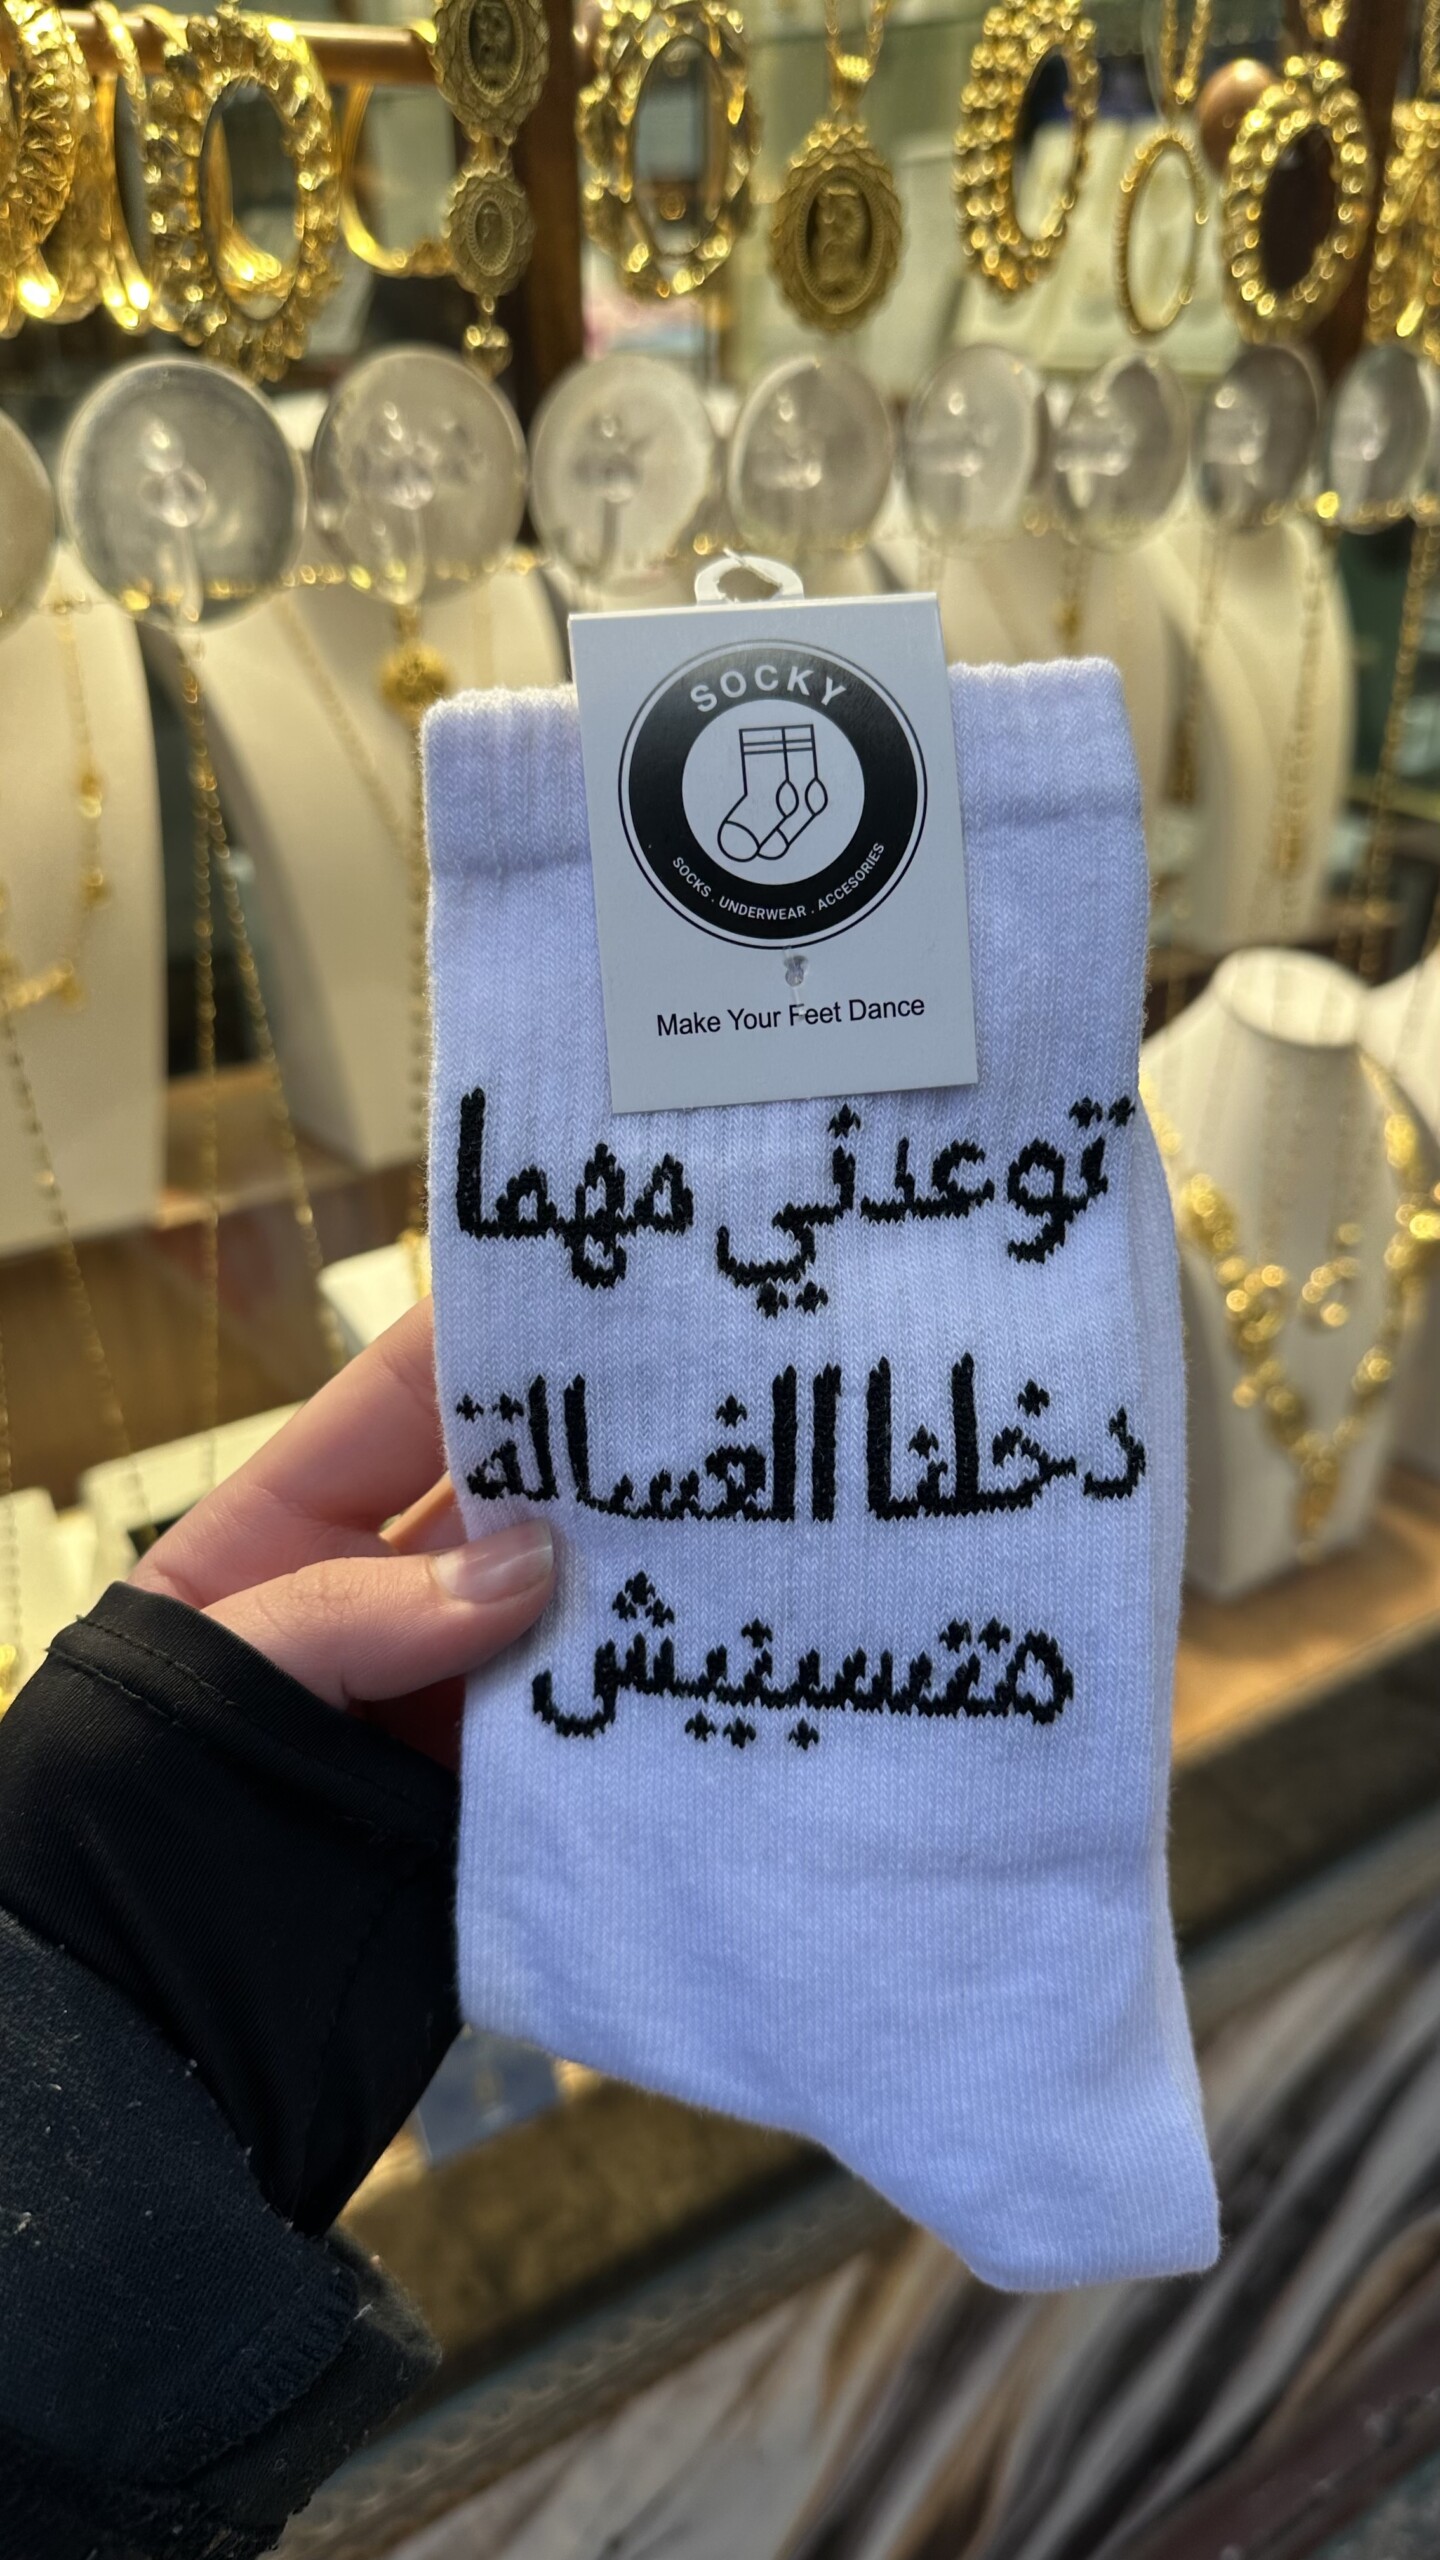 SOCKY
SOCKS . UNDERWEAR . ACCESORIES
Make Your Feet Dance
توعدني مهما
دخلنا الغسالة
متسبنيش